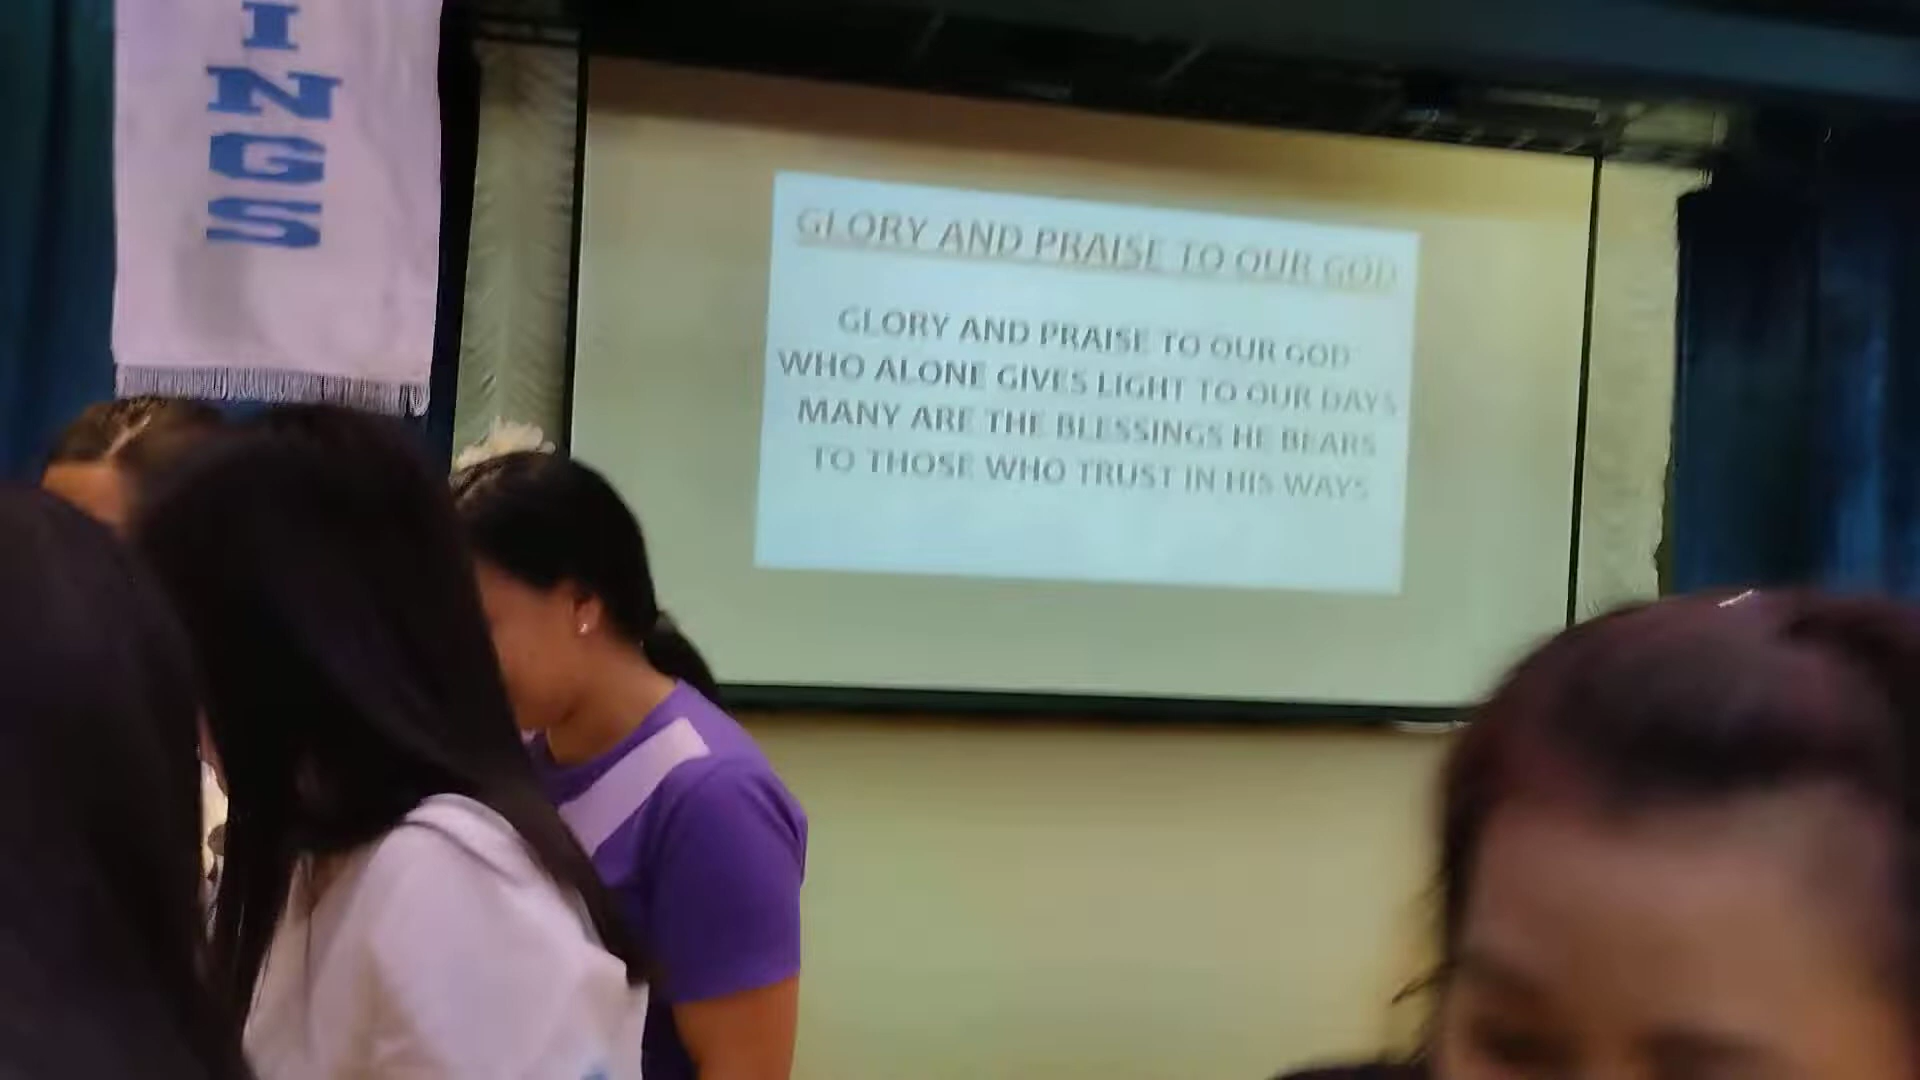 INGS
GLORY AND PRAISE TO OUR GOD
GLORY AND PRAISE TO OUR GOD
WHO ALONE GIVES LIGHT TO OUR DAYS
MANY ARE THE BLESSINGS HE BEARS
TO THOSE WHO TRUST IN HIS WAYS